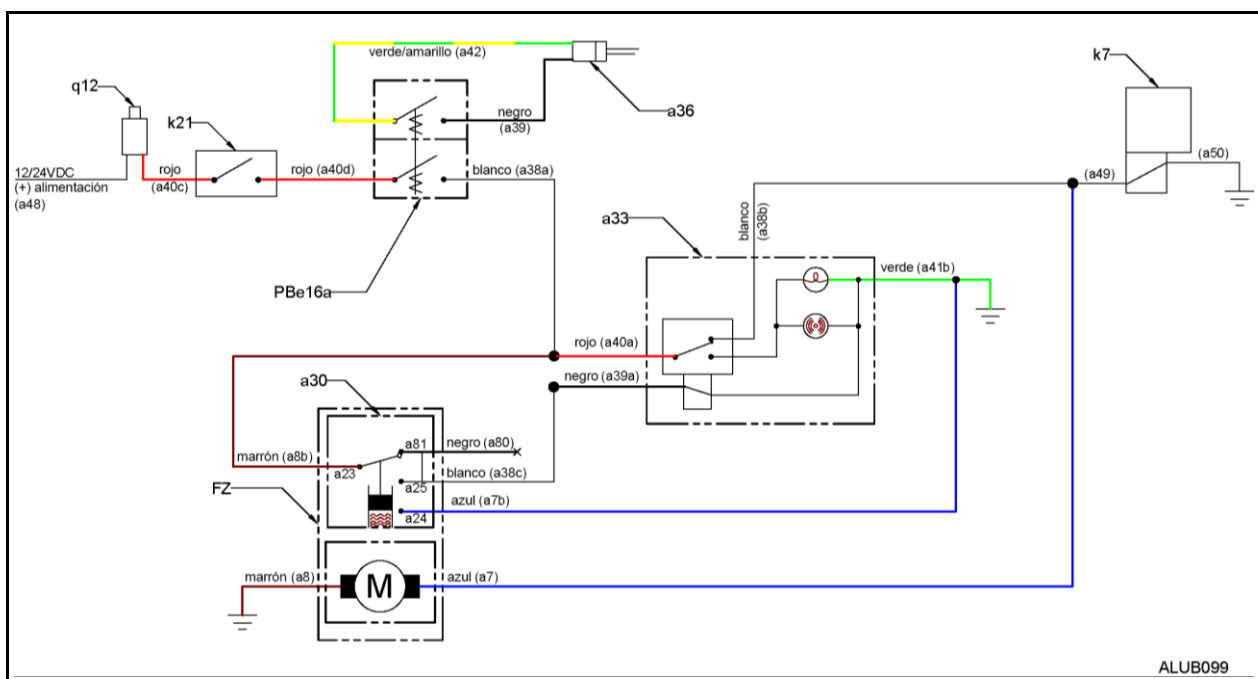 verde/amarillo (a42)
k7
q12
a36
k21
negro
(a39)
12/24VDC
(+) alimentación
(a48)
rojo
(a40c)
rojo (a40d)
blanco (a38a)
(a49)
(a50)
PBe16a
a33
blanco
(a38b)
verde (a41b)
rojo (a40a)
negro (a39a)
a30
a81
negro (a80)
marrón (a8b)
a23
blanco (a38c)
a25
FZ
azul (a7b)
a24
marrón (a8)
M
azul (a7)
ALUB099